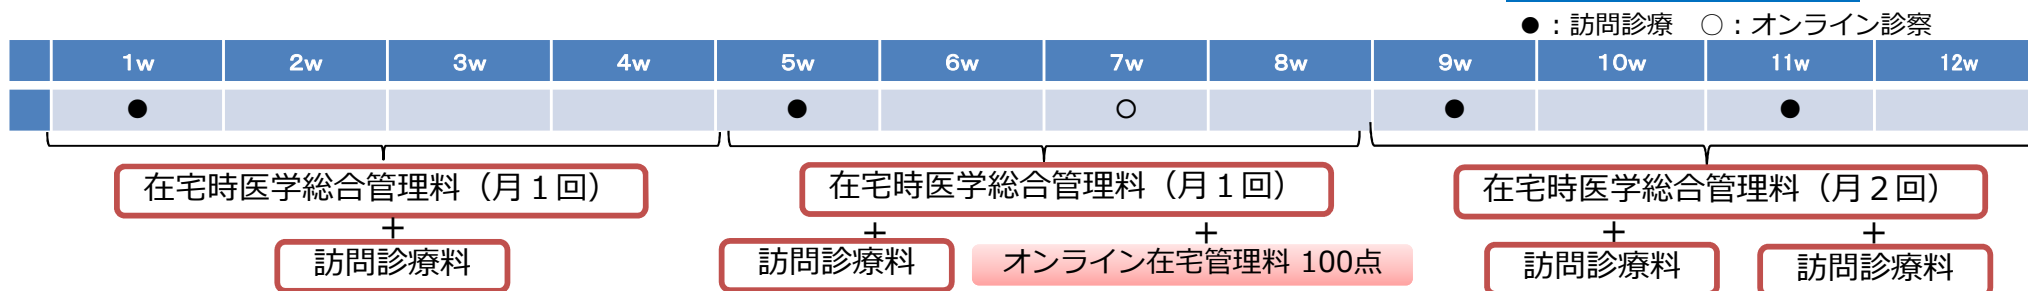 ●：訪問診療　○：オンライン診察
1w 2w 3w 4w 5w 6w 7w 8w 9w 10w 11w 12w
● ● ○ ● ●
在宅時医学総合管理料（月１回） 在宅時医学総合管理料（月１回） 在宅時医学総合管理料（月２回）
＋ ＋ ＋ ＋ ＋
訪問診療料 訪問診療料 オンライン在宅管理料 100点 訪問診療料 訪問診療料